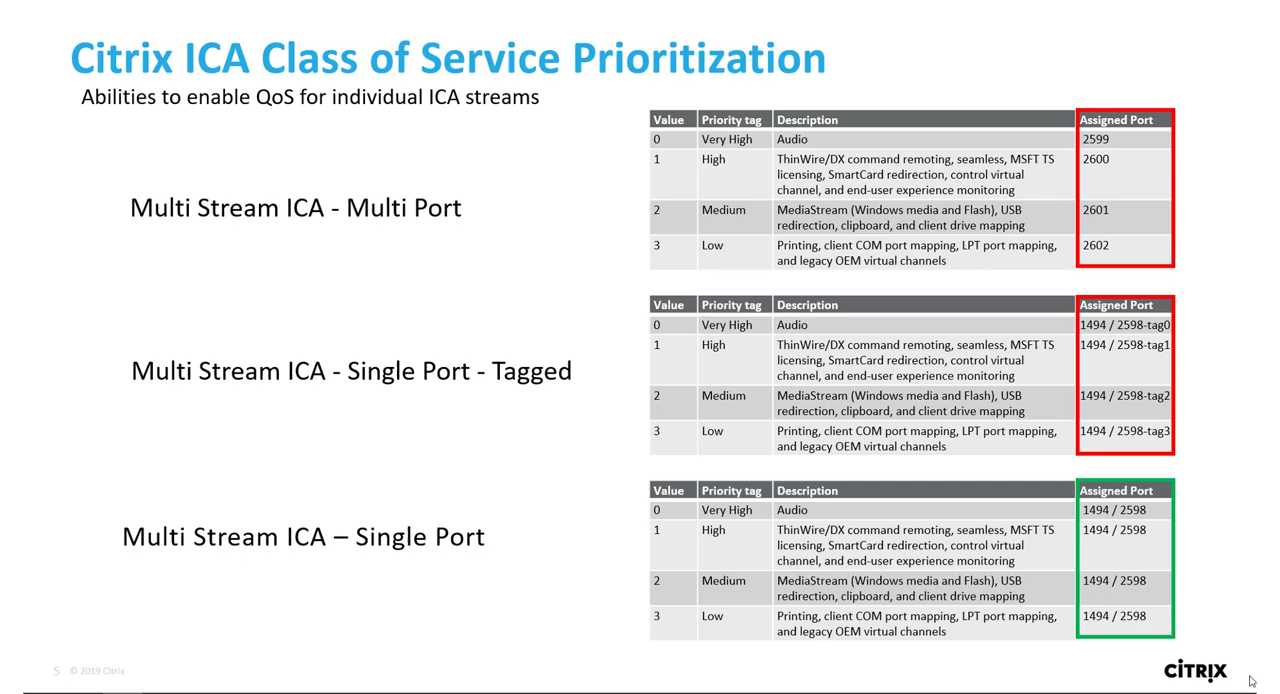 Citrix ICA Class of Service Prioritization
Abilities to enable QoS for individual ICA streams
Multi Stream ICA - Multi Port
Value Priority tag Description Assigned Port
0 Very High Audio 2599
1 High ThinWire/DX command remoting, seamless, MSFT TS 2600
licensing, SmartCard redirection, control virtual
channel, and end-user experience monitoring
2 Medium MediaStream (Windows media and Flash), USB 2601
redirection, clipboard, and client drive mapping
3 Low Printing, client COM port mapping, LPT port mapping, 2602
and legacy OEM virtual channels
Multi Stream ICA - Single Port - Tagged
Value Priority tag Description Assigned Port
0 Very High Audio 1494 / 2598-tag0
1 High ThinWire/DX command remoting, seamless, MSFT TS 1494 / 2598-tag1
licensing, SmartCard redirection, control virtual
channel, and end-user experience monitoring
2 Medium MediaStream (Windows media and Flash), USB 1494 / 2598-tag2
redirection, clipboard, and client drive mapping
3 Low Printing, client COM port mapping, LPT port mapping, 1494 / 2598-tag3
and legacy OEM virtual channels
Multi Stream ICA – Single Port
Value Priority tag Description Assigned Port
0 Very High Audio 1494 / 2598
1 High ThinWire/DX command remoting, seamless, MSFT TS 1494 / 2598
licensing, SmartCard redirection, control virtual
channel, and end-user experience monitoring
2 Medium MediaStream (Windows media and Flash), USB 1494 / 2598
redirection, clipboard, and client drive mapping
3 Low Printing, client COM port mapping, LPT port mapping, 1494 / 2598
and legacy OEM virtual channels
5 © 2019 Citrix
CITRIX